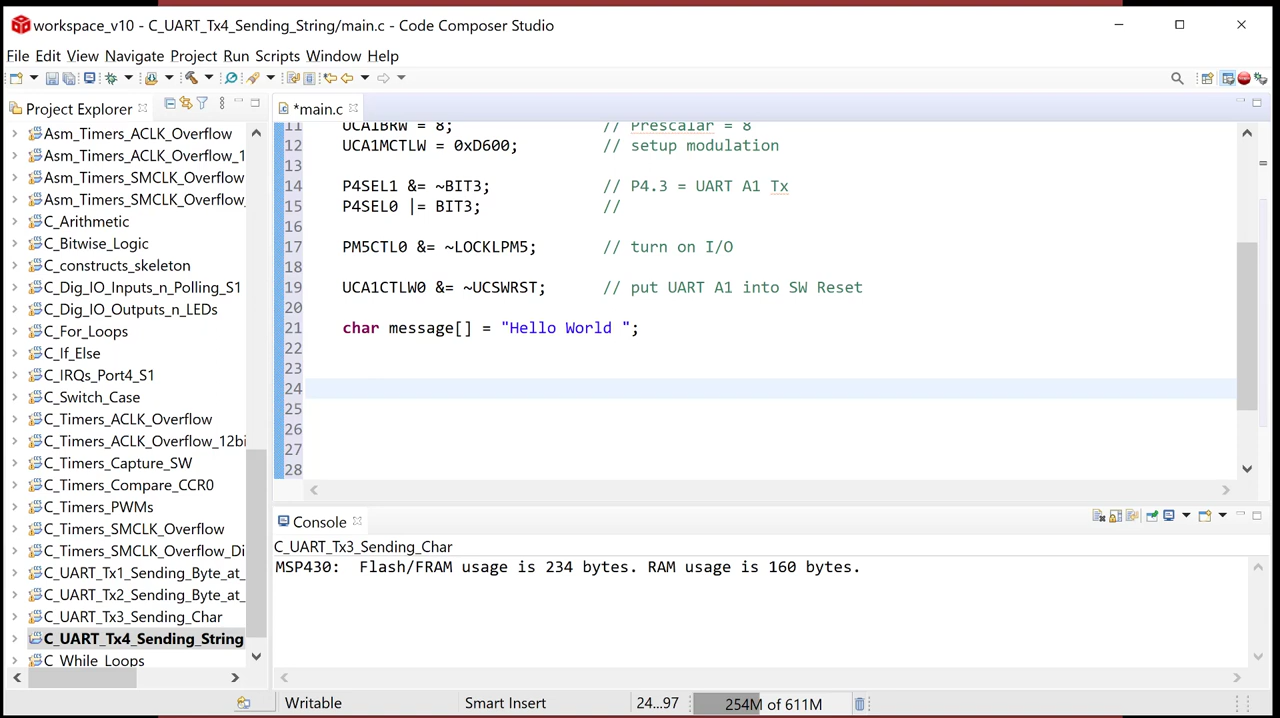 workspace_v10 - C_UART_Tx4_Sending_String/main.c - Code Composer Studio
File Edit View Navigate Project Run Scripts Window Help
Project Explorer
Asm_Timers_ACLK_Overflow
Asm_Timers_ACLK_Overflow_1
Asm_Timers_SMCLK_Overflow
Asm_Timers_SMCLK_Overflow_
C_Arithmetic
C_Bitwise_Logic
C_constructs_skeleton
C_Dig_IO_Inputs_n_Polling_S1
C_Dig_IO_Outputs_n_LEDs
C_For_Loops
C_If_Else
C_IRQs_Port4_S1
C_Switch_Case
C_Timers_ACLK_Overflow
C_Timers_ACLK_Overflow_12bi
C_Timers_Capture_SW
C_Timers_Compare_CCR0
C_Timers_PWMs
C_Timers_SMCLK_Overflow
C_Timers_SMCLK_Overflow_Di
C_UART_Tx1_Sending_Byte_at_
C_UART_Tx2_Sending_Byte_at_
C_UART_Tx3_Sending_Char
C_UART_Tx4_Sending_String
C_While_Loops
*main.c
11 UCA1BRW = 8; // Prescalar = 8
12 UCA1MCTLW = 0xD600; // setup modulation
13
14 P4SEL1 &= ~BIT3; // P4.3 = UART A1 Tx
15 P4SEL0 |= BIT3; //
16
17 PM5CTL0 &= ~LOCKLPM5; // turn on I/O
18
19 UCA1CTLW0 &= ~UCSWRST; // put UART A1 into SW Reset
20
21 char message[] = "Hello World ";
22
23
24
25
26
27
28
Console
C_UART_Tx3_Sending_Char
MSP430: Flash/FRAM usage is 234 bytes. RAM usage is 160 bytes.
Writable Smart Insert 24...97 254M of 611M